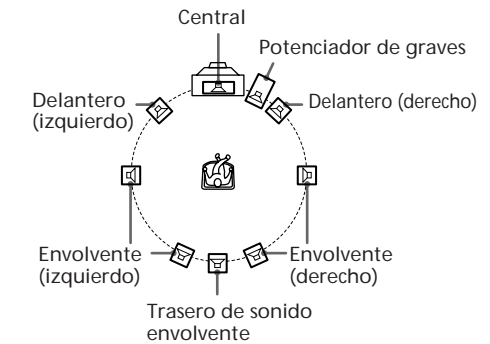 Central
Potenciador de graves
Delantero
(izquierdo)
Delantero (derecho)
Envolvente
(izquierdo)
Envolvente
(derecho)
Trasero de sonido
envolvente